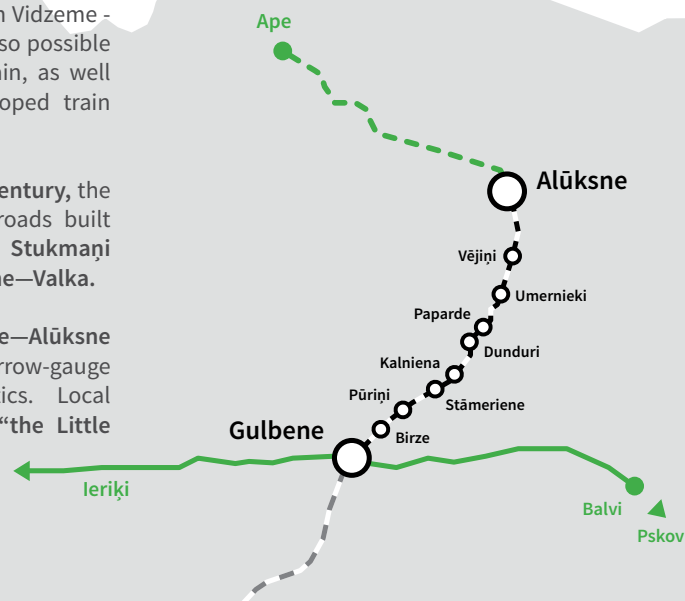 n Vidzeme -
so possible
in, as well
oped train
entury, the
roads built
Stukmaņi
ne—Valka.
e—Alūksne
rrow-gauge
tics. Local
“the Little
Ape
Alūksne
Vējiņi
Umernieki
Paparde
Dunduri
Kalniena
Stāmeriene
Pūriņi
Birze
Gulbene
Ieriķi
Balvi
Pskov